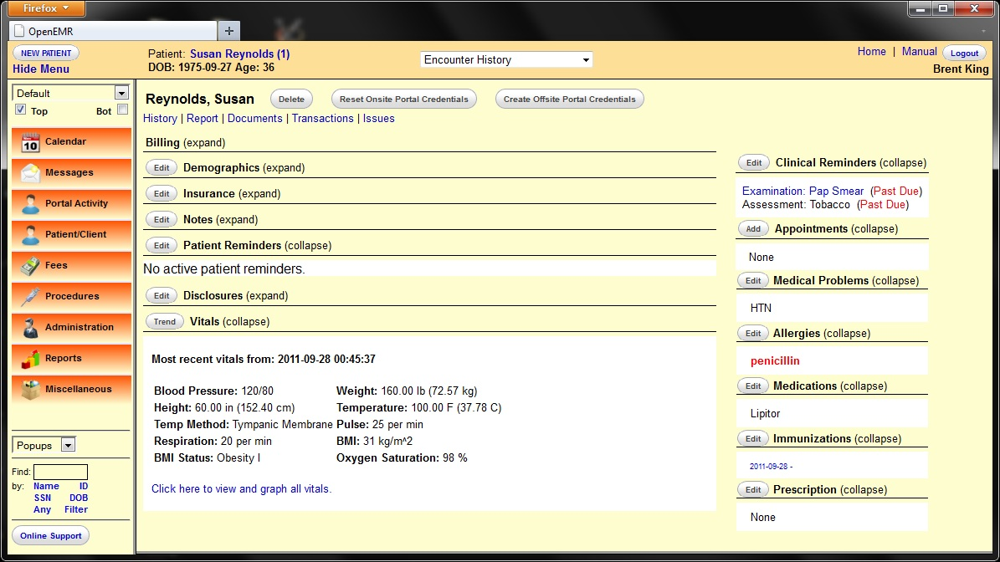 Firefox
OpenEMR
NEW PATIENT
Hide Menu
Patient: Susan Reynolds (1)
DOB: 1975-09-27 Age: 36
Encounter History
Home | Manual Logout
Brent King
Default
Top Bot
Calendar
Messages
Portal Activity
Patient/Client
Fees
Procedures
Administration
Reports
Miscellaneous
Popups
Find:
by: Name ID
SSN DOB
Any Filter
Online Support
Reynolds, Susan Delete Reset Onsite Portal Credentials Create Offsite Portal Credentials
History | Report | Documents | Transactions | Issues
Billing (expand)
Edit Demographics (expand)
Edit Insurance (expand)
Edit Notes (expand)
Edit Patient Reminders (collapse)
No active patient reminders.
Edit Disclosures (expand)
Trend Vitals (collapse)
Most recent vitals from: 2011-09-28 00:45:37
Blood Pressure: 120/80 Weight: 160.00 lb (72.57 kg)
Height: 60.00 in (152.40 cm) Temperature: 100.00 F (37.78 C)
Temp Method: Tympanic Membrane Pulse: 25 per min
Respiration: 20 per min BMI: 31 kg/m^2
BMI Status: Obesity I Oxygen Saturation: 98 %
Click here to view and graph all vitals.
Edit Clinical Reminders (collapse)
Examination: Pap Smear (Past Due)
Assessment: Tobacco (Past Due)
Add Appointments (collapse)
None
Edit Medical Problems (collapse)
HTN
Edit Allergies (collapse)
penicillin
Edit Medications (collapse)
Lipitor
Edit Immunizations (collapse)
2011-09-28 -
Edit Prescription (collapse)
None